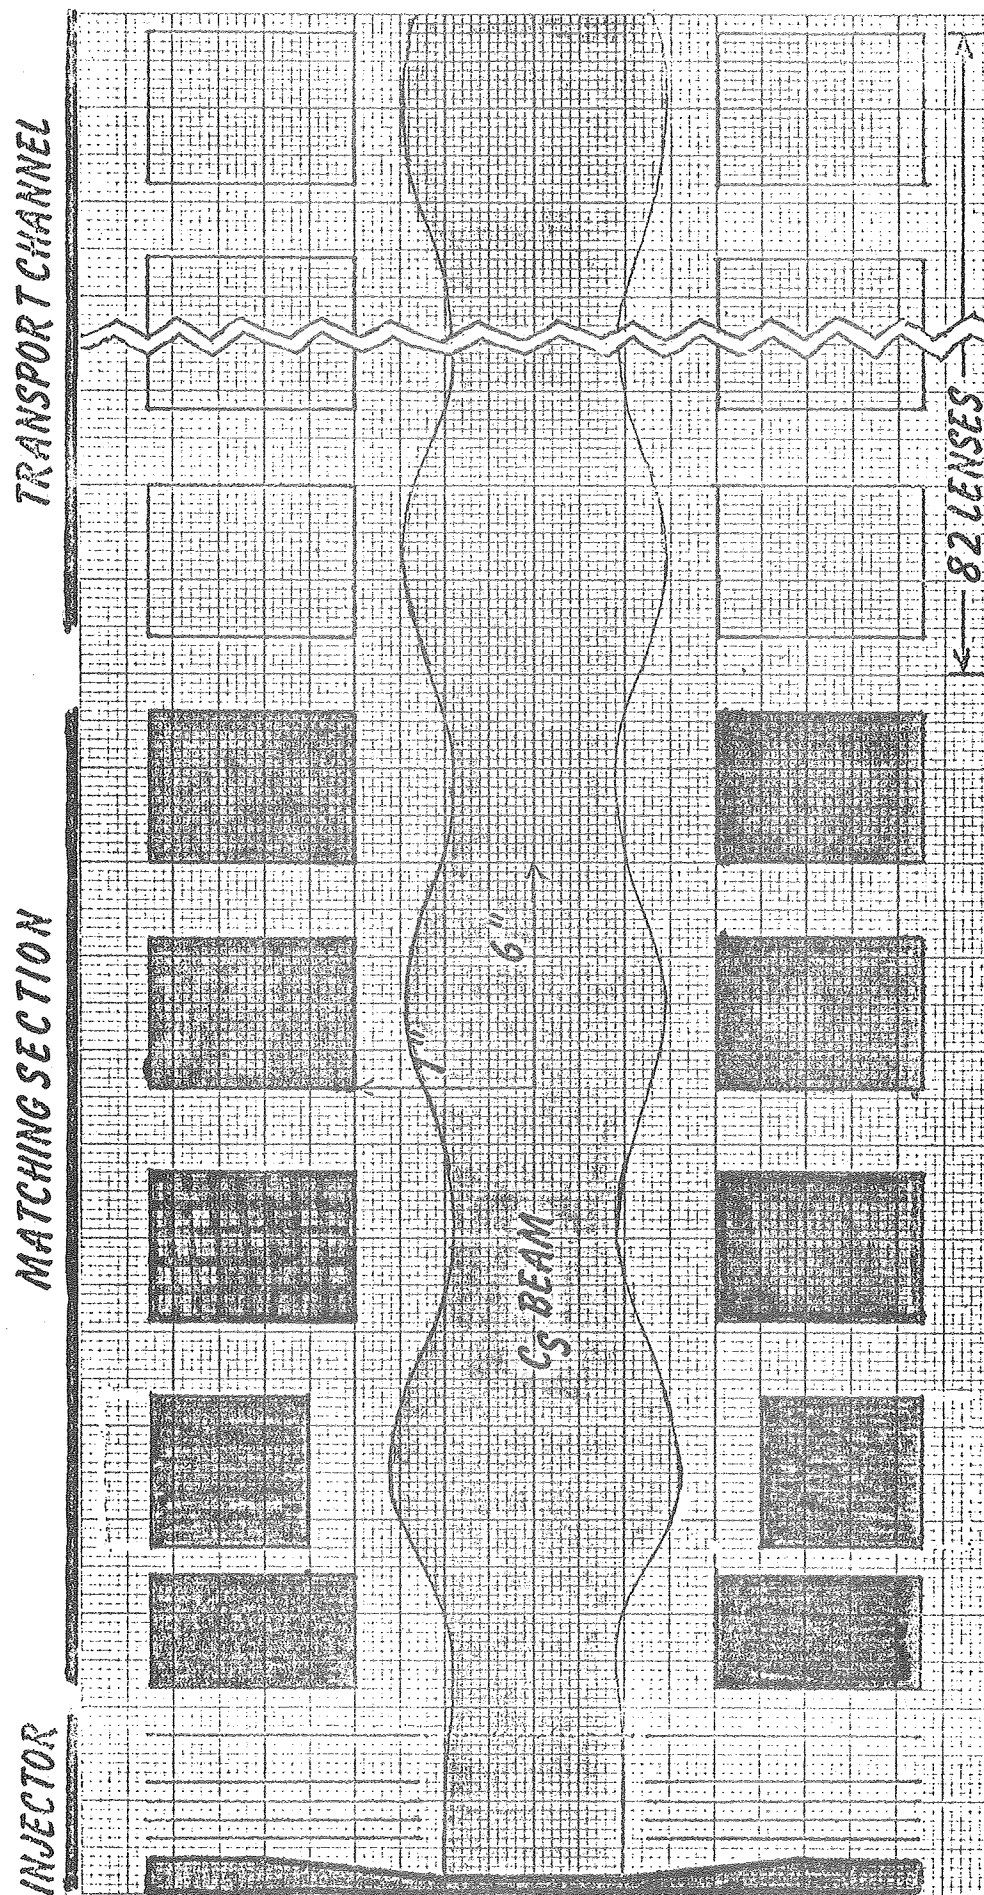 INJECTOR
MATCHING SECTION
TRANSPORT CHANNEL
1"
6"
Cs BEAM
82 LENSES